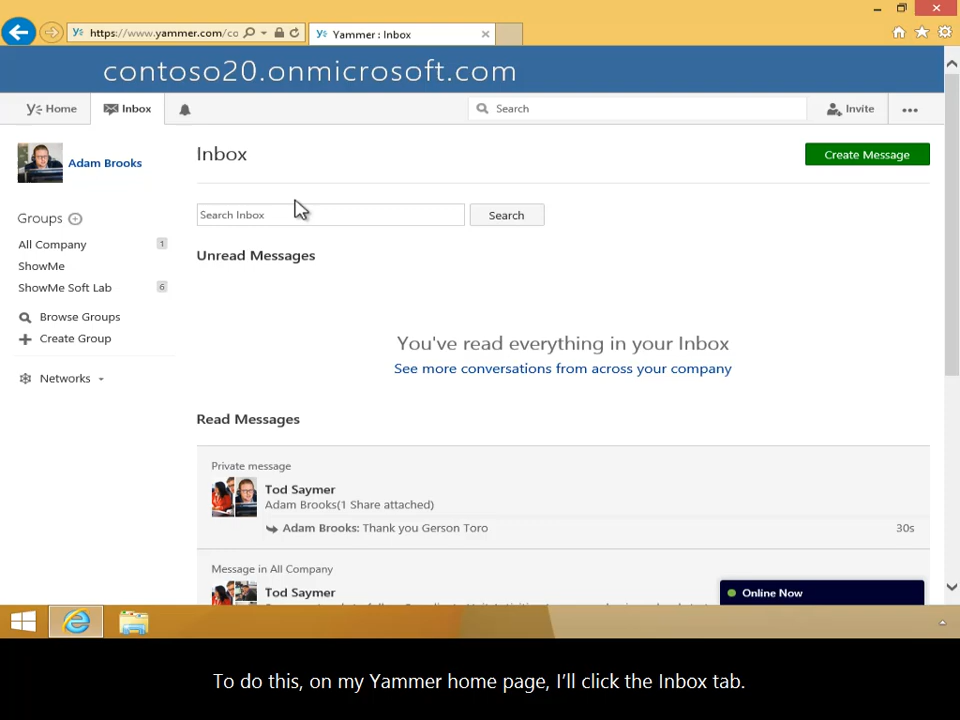 https://www.yammer.com/co
Yammer : Inbox
contoso20.onmicrosoft.com
Home
Inbox
Search
Invite
Adam Brooks
Inbox
Create Message
Groups
Search Inbox
Search
All Company 1
ShowMe
ShowMe Soft Lab 6
Unread Messages
Browse Groups
Create Group
You've read everything in your Inbox
See more conversations from across your company
Networks
Read Messages
Private message
Tod Saymer
Adam Brooks(1 Share attached)
Adam Brooks: Thank you Gerson Toro 30s
Message in All Company
Tod Saymer
Online Now
To do this, on my Yammer home page, I'll click the Inbox tab.